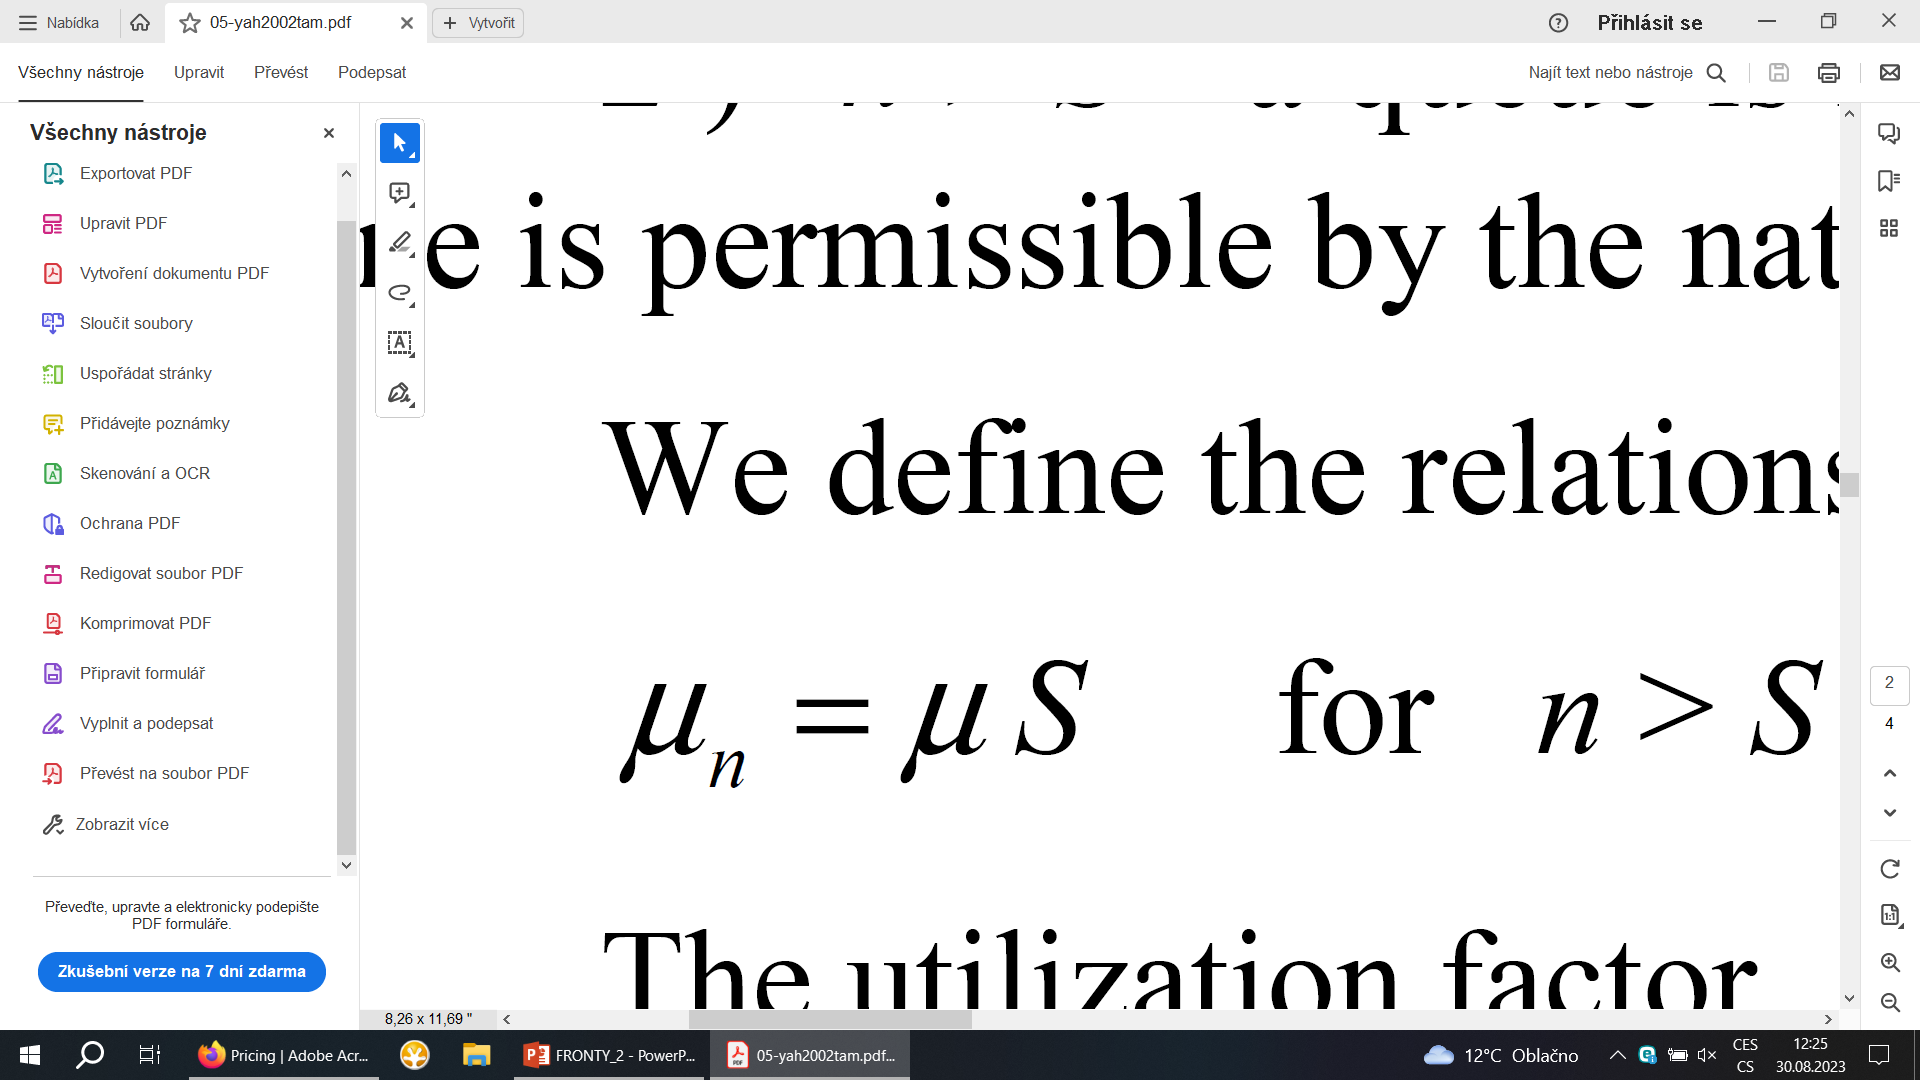 Nabídka
05-yah2002tam.pdf
Vytvořit
Přihlásit se
Všechny nástroje
Upravit
Převést
Podepsat
Najít text nebo nástroje
Všechny nástroje
Exportovat PDF
Upravit PDF
Vytvoření dokumentu PDF
Sloučit soubory
Uspořádat stránky
Přidávejte poznámky
Skenování a OCR
Ochrana PDF
Redigovat soubor PDF
Komprimovat PDF
Připravit formulář
Vyplnit a podepsat
Převést na soubor PDF
Zobrazit více
Převeďte, upravte a elektronicky podepište
PDF formuláře.
Zkušební verze na 7 dní zdarma
e is permissible by the nat
We define the relations
μn = μ S for n > S
The utilization factor
8,26 x 11,69 "
2
4
Pricing | Adobe Acr...
FRONTY_2 - PowerP...
05-yah2002tam.pdf...
12°C Oblačno
CES
CS
12:25
30.08.2023